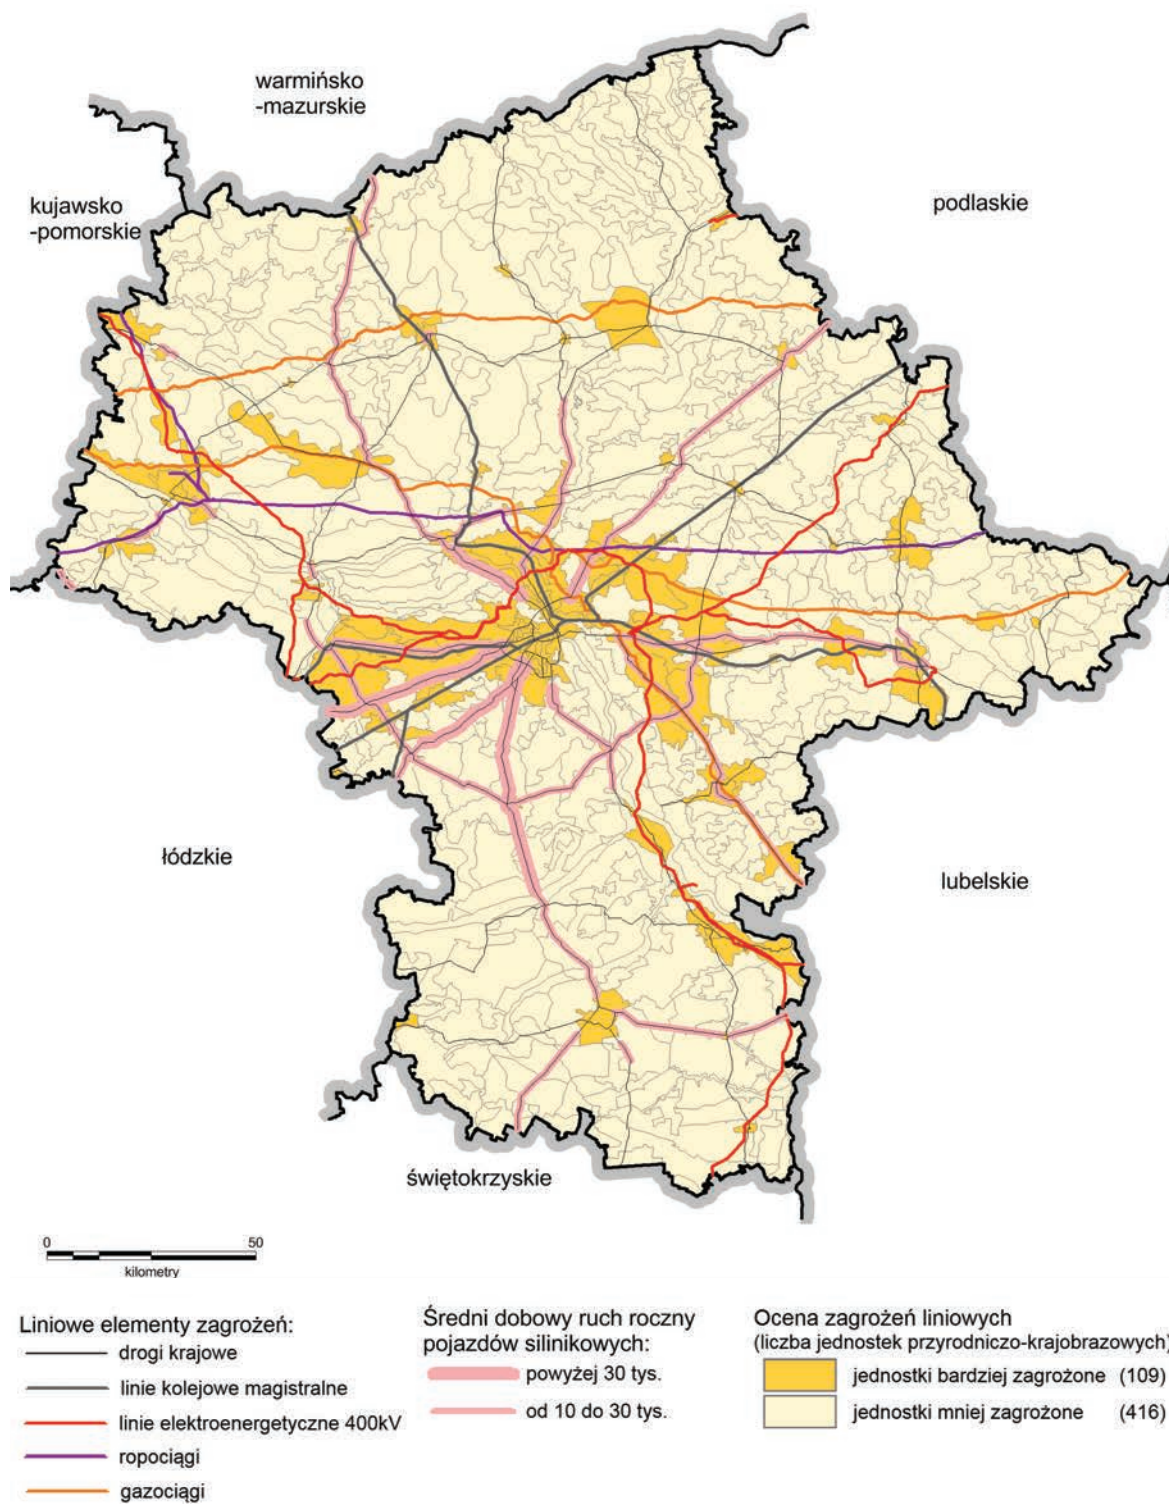 warmińsko
-mazurskie
kujawsko
-pomorskie
podlaskie
łódzkie
lubelskie
świętokrzyskie
0 50
kilometry
Liniowe elementy zagrożeń:
drogi krajowe
linie kolejowe magistralne
linie elektroenergetyczne 400kV
ropociągi
gazociągi
Średni dobowy ruch roczny
pojazdów silinikowych:
powyżej 30 tys.
od 10 do 30 tys.
Ocena zagrożeń liniowych
(liczba jednostek przyrodniczo-krajobrazowych)
jednostki bardziej zagrożone (109)
jednostki mniej zagrożone (416)